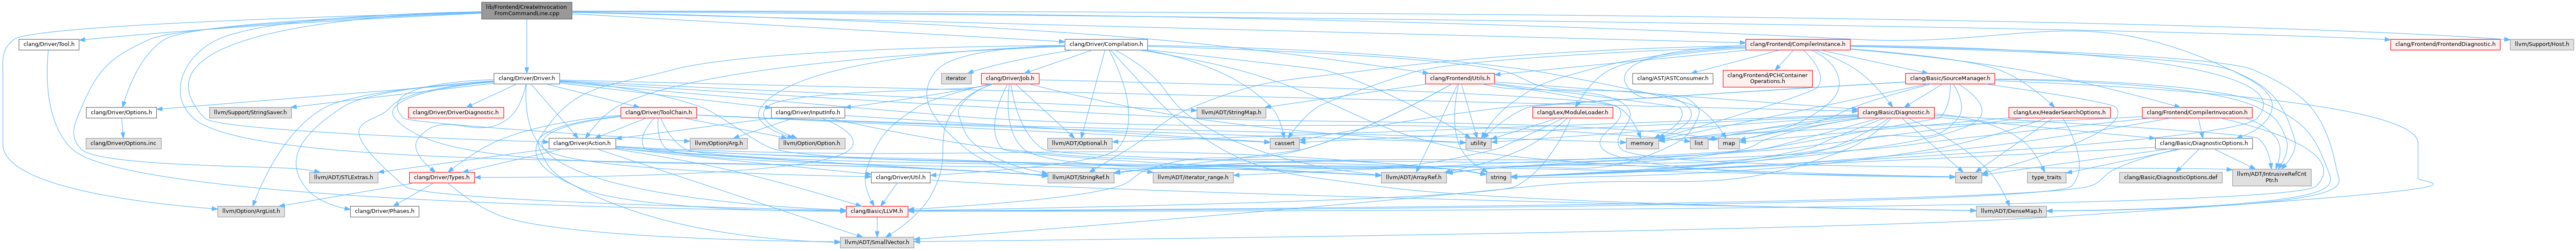 lib/Frontend/CreateInvocation
FromCommandLine.cpp
clang/Driver/Tool.h
clang/Driver/Compilation.h
clang/Frontend/CompilerInstance.h
clang/Frontend/FrontendDiagnostic.h
llvm/Support/Host.h
clang/Driver/Driver.h
iterator
clang/Driver/Job.h
clang/Frontend/Utils.h
clang/AST/ASTConsumer.h
clang/Frontend/PCHContainer
Operations.h
clang/Basic/SourceManager.h
clang/Driver/Options.h
llvm/Support/StringSaver.h
clang/Driver/DriverDiagnostic.h
clang/Driver/ToolChain.h
clang/Driver/InputInfo.h
llvm/ADT/StringMap.h
clang/Lex/ModuleLoader.h
clang/Basic/Diagnostic.h
clang/Lex/HeaderSearchOptions.h
clang/Frontend/CompilerInvocation.h
clang/Driver/Options.inc
clang/Driver/Action.h
llvm/Option/Arg.h
llvm/Option/Option.h
llvm/ADT/Optional.h
cassert
utility
memory
list
map
clang/Basic/DiagnosticOptions.h
llvm/ADT/STLExtras.h
clang/Driver/Types.h
clang/Driver/Util.h
llvm/ADT/StringRef.h
llvm/ADT/iterator_range.h
llvm/ADT/ArrayRef.h
string
vector
type_traits
clang/Basic/DiagnosticOptions.def
llvm/ADT/IntrusiveRefCnt
Ptr.h
llvm/Option/ArgList.h
clang/Driver/Phases.h
clang/Basic/LLVM.h
llvm/ADT/DenseMap.h
llvm/ADT/SmallVector.h